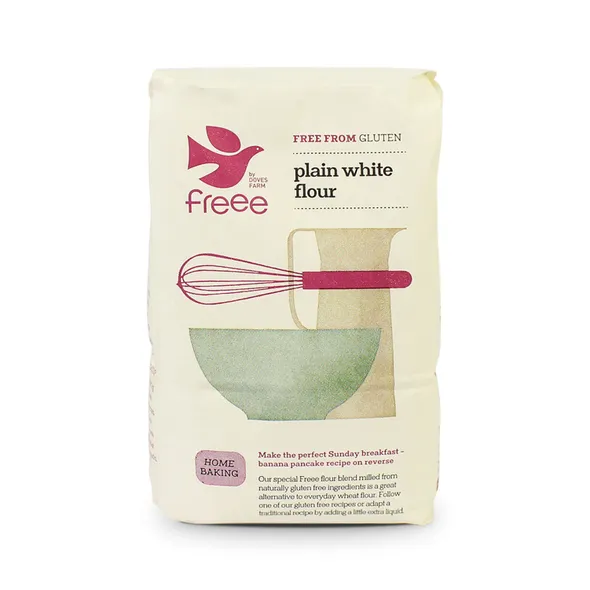 FREE FROM GLUTEN
plain white
flour
by
DOVES
FARM
freee
HOME
BAKING
Make the perfect Sunday breakfast –
banana pancake recipe on reverse
Our special Freee flour blend milled from
naturally gluten free ingredients is a great
alternative to everyday wheat flour. Follow
one of our gluten free recipes or adapt a
traditional recipe by adding a little extra liquid.